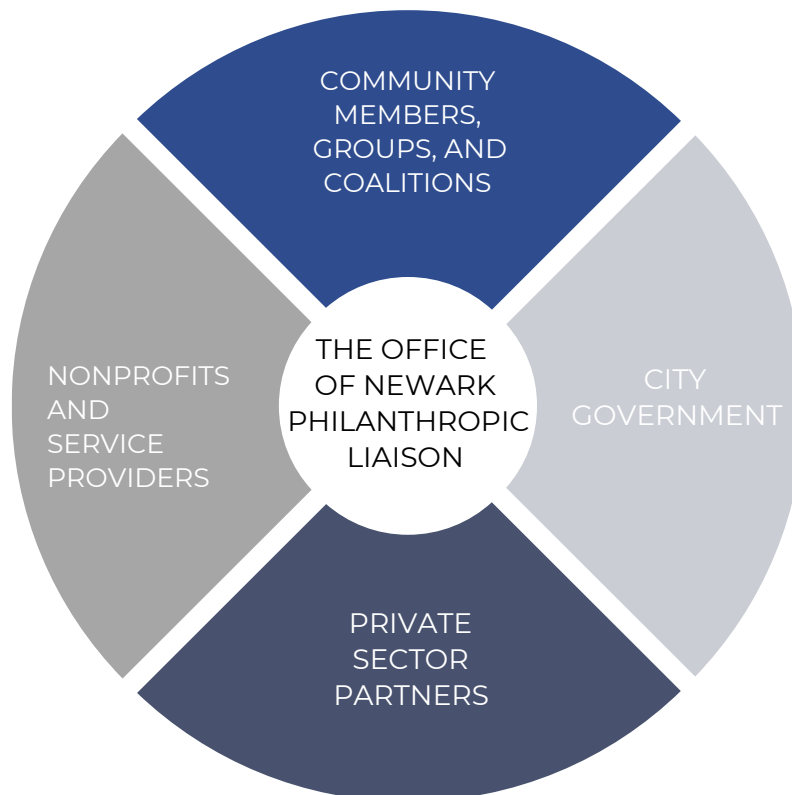 COMMUNITY
MEMBERS,
GROUPS, AND
COALITIONS
THE OFFICE
OF NEWARK
PHILANTHROPIC
LIAISON
NONPROFITS
AND
SERVICE
PROVIDERS
CITY
GOVERNMENT
PRIVATE
SECTOR
PARTNERS